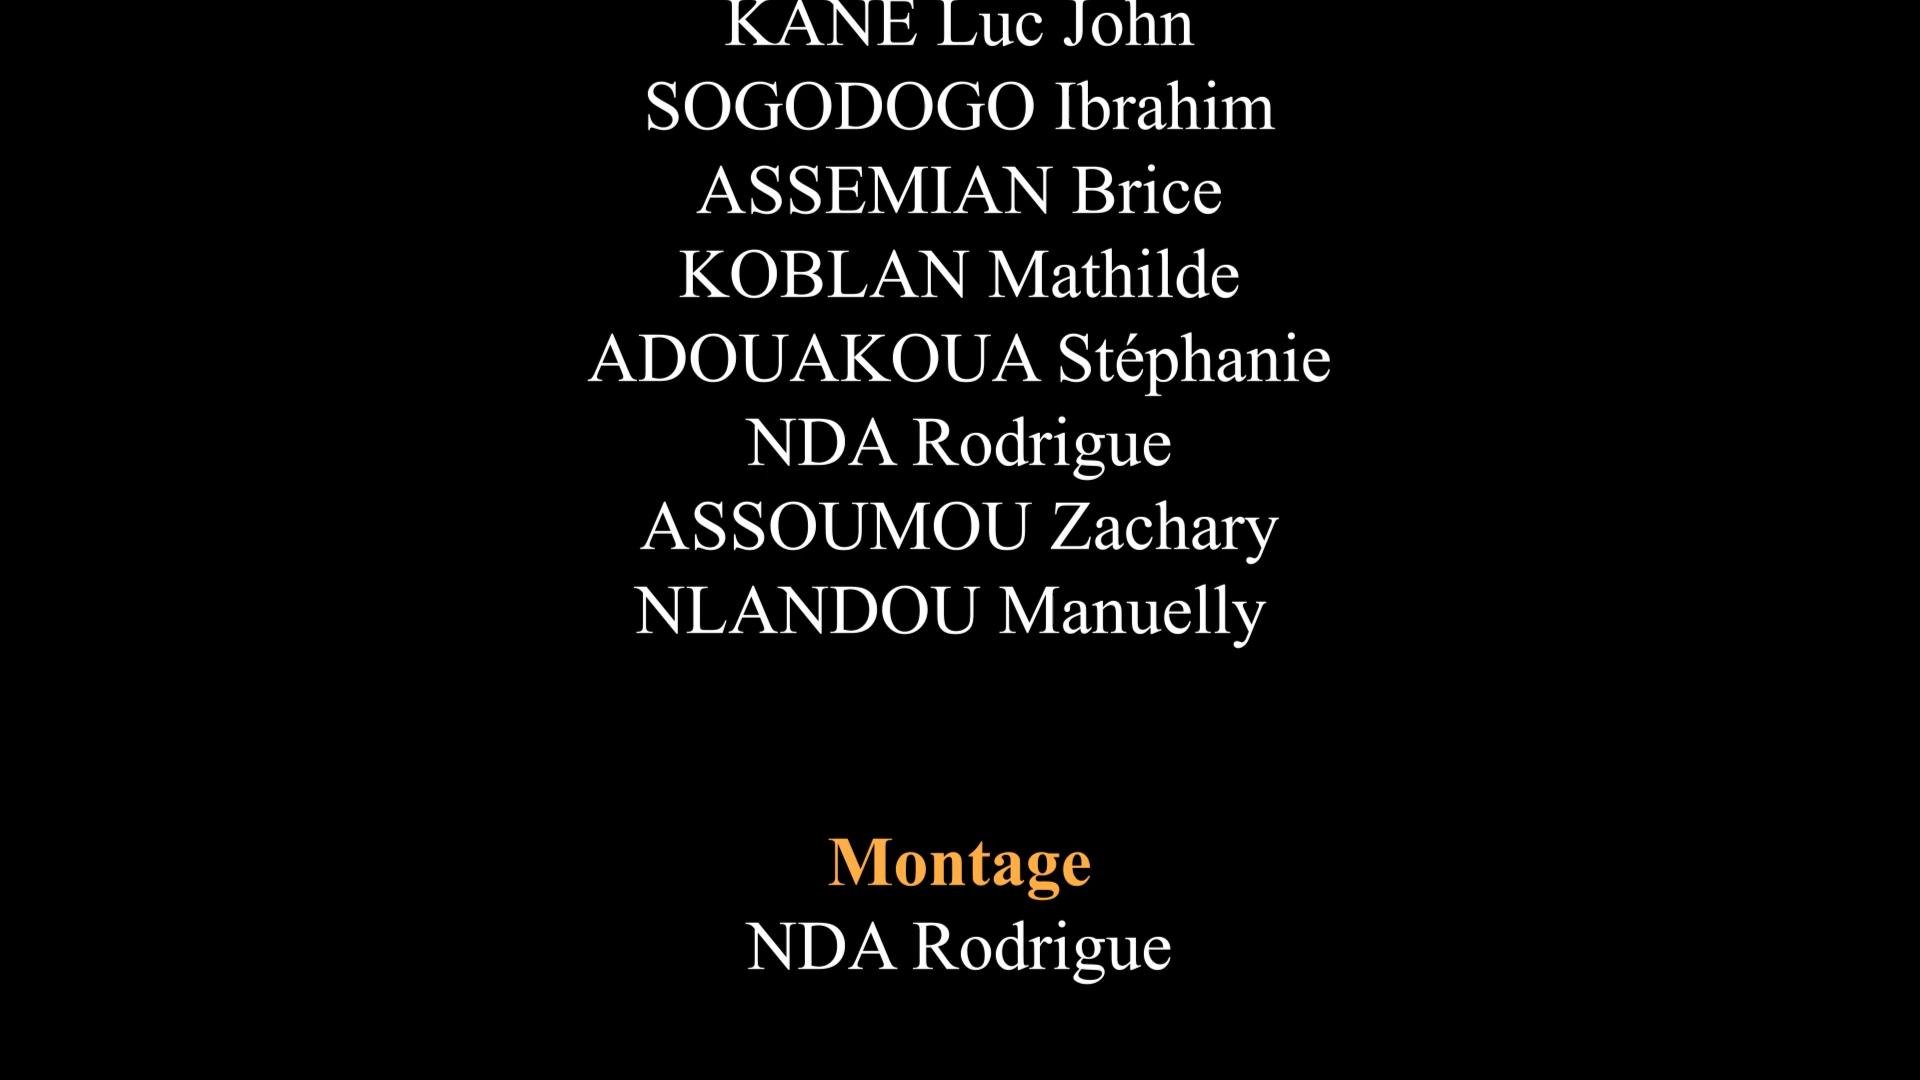 KANE Luc John
SOGODOGO Ibrahim
ASSEMIAN Brice
KOBLAN Mathilde
ADOUAKOUA Stéphanie
NDA Rodrigue
ASSOUMOU Zachary
NLANDOU Manuelly
Montage
NDA Rodrigue